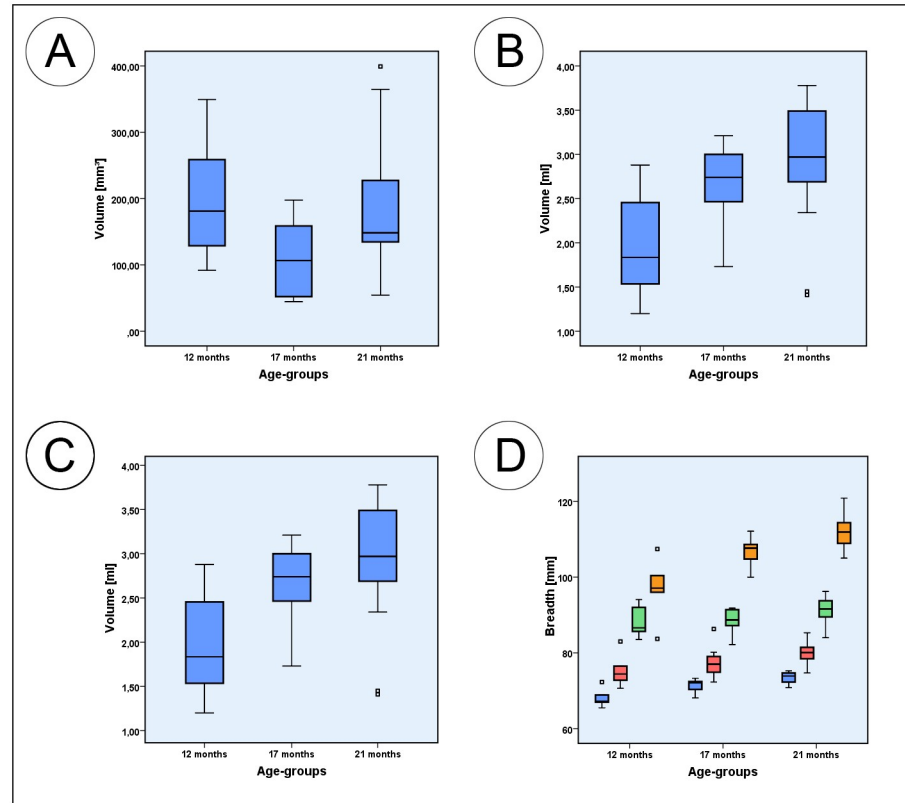 A
400,00
300,00
200,00
100,00
,00
Volume [mm³]
12 months 17 months 21 months
Age-groups
B
4,00
3,50
3,00
2,50
2,00
1,50
1,00
Volume [ml]
12 months 17 months 21 months
Age-groups
C
4,00
3,50
3,00
2,50
2,00
1,50
1,00
Volume [ml]
12 months 17 months 21 months
Age-groups
D
120
100
80
60
Breadth [mm]
12 months 17 months 21 months
Age-groups